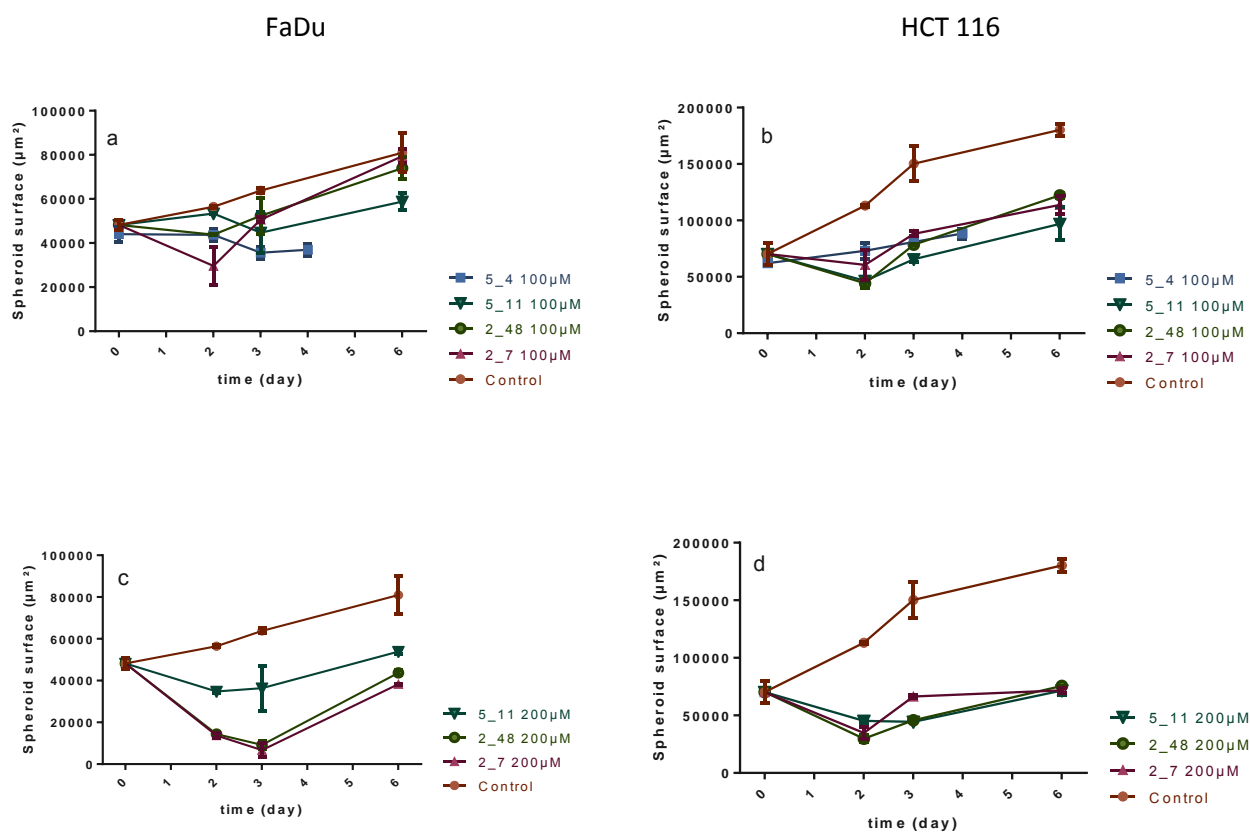 FaDu
HCT 116
a
Spheroid surface (µm²)
100000
80000
60000
40000
20000
0
0 1 2 3 4 5 6
time (day)
5_4 100µM
5_11 100µM
2_48 100µM
2_7 100µM
Control
b
Spheroid surface (µm²)
200000
150000
100000
50000
0
0 1 2 3 4 5 6
time (day)
5_4 100µM
5_11 100µM
2_48 100µM
2_7 100µM
Control
c
Spheroid surface (µm²)
100000
80000
60000
40000
20000
0
0 1 2 3 4 5 6
time (day)
5_11 200µM
2_48 200µM
2_7 200µM
Control
d
Spheroid surface (µm²)
200000
150000
100000
50000
0
0 1 2 3 4 5 6
time (day)
5_11 200µM
2_48 200µM
2_7 200µM
Control